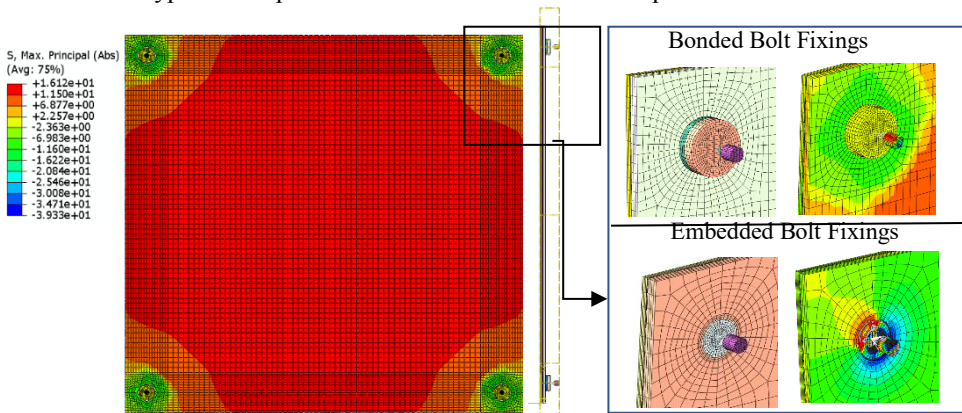 S, Max. Principal (Abs)
(Avg: 75%)
+1.612e+01
+1.150e+01
+6.877e+00
+2.257e+00
-2.363e+00
-6.983e+00
-1.160e+01
-1.622e+01
-2.084e+01
-2.546e+01
-3.008e+01
-3.471e+01
-3.933e+01
Bonded Bolt Fixings
Embedded Bolt Fixings